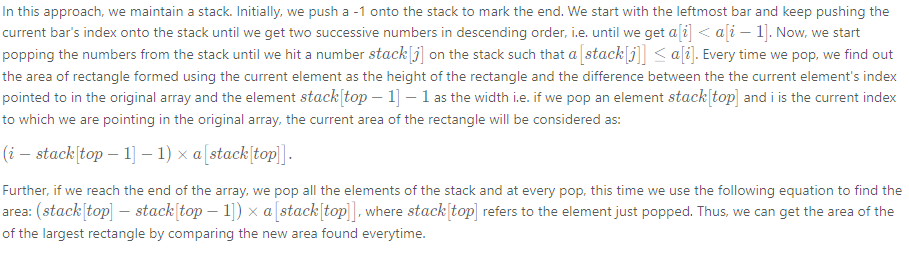 In this approach, we maintain a stack. Initially, we push a -1 onto the stack to mark the end. We start with the leftmost bar and keep pushing the
current bar's index onto the stack until we get two successive numbers in descending order, i.e. until we get a[i] < a[i − 1]. Now, we start
popping the numbers from the stack until we hit a number stack[j] on the stack such that a[stack[j]] ≤ a[i]. Every time we pop, we find out
the area of rectangle formed using the current element as the height of the rectangle and the difference between the the current element's index
pointed to in the original array and the element stack[top − 1] − 1 as the width i.e. if we pop an element stack[top] and i is the current index
to which we are pointing in the original array, the current area of the rectangle will be considered as:
(i − stack[top − 1] − 1) × a[stack[top]].
Further, if we reach the end of the array, we pop all the elements of the stack and at every pop, this time we use the following equation to find the
area: (stack[top] − stack[top − 1]) × a[stack[top]], where stack[top] refers to the element just popped. Thus, we can get the area of the
of the largest rectangle by comparing the new area found everytime.